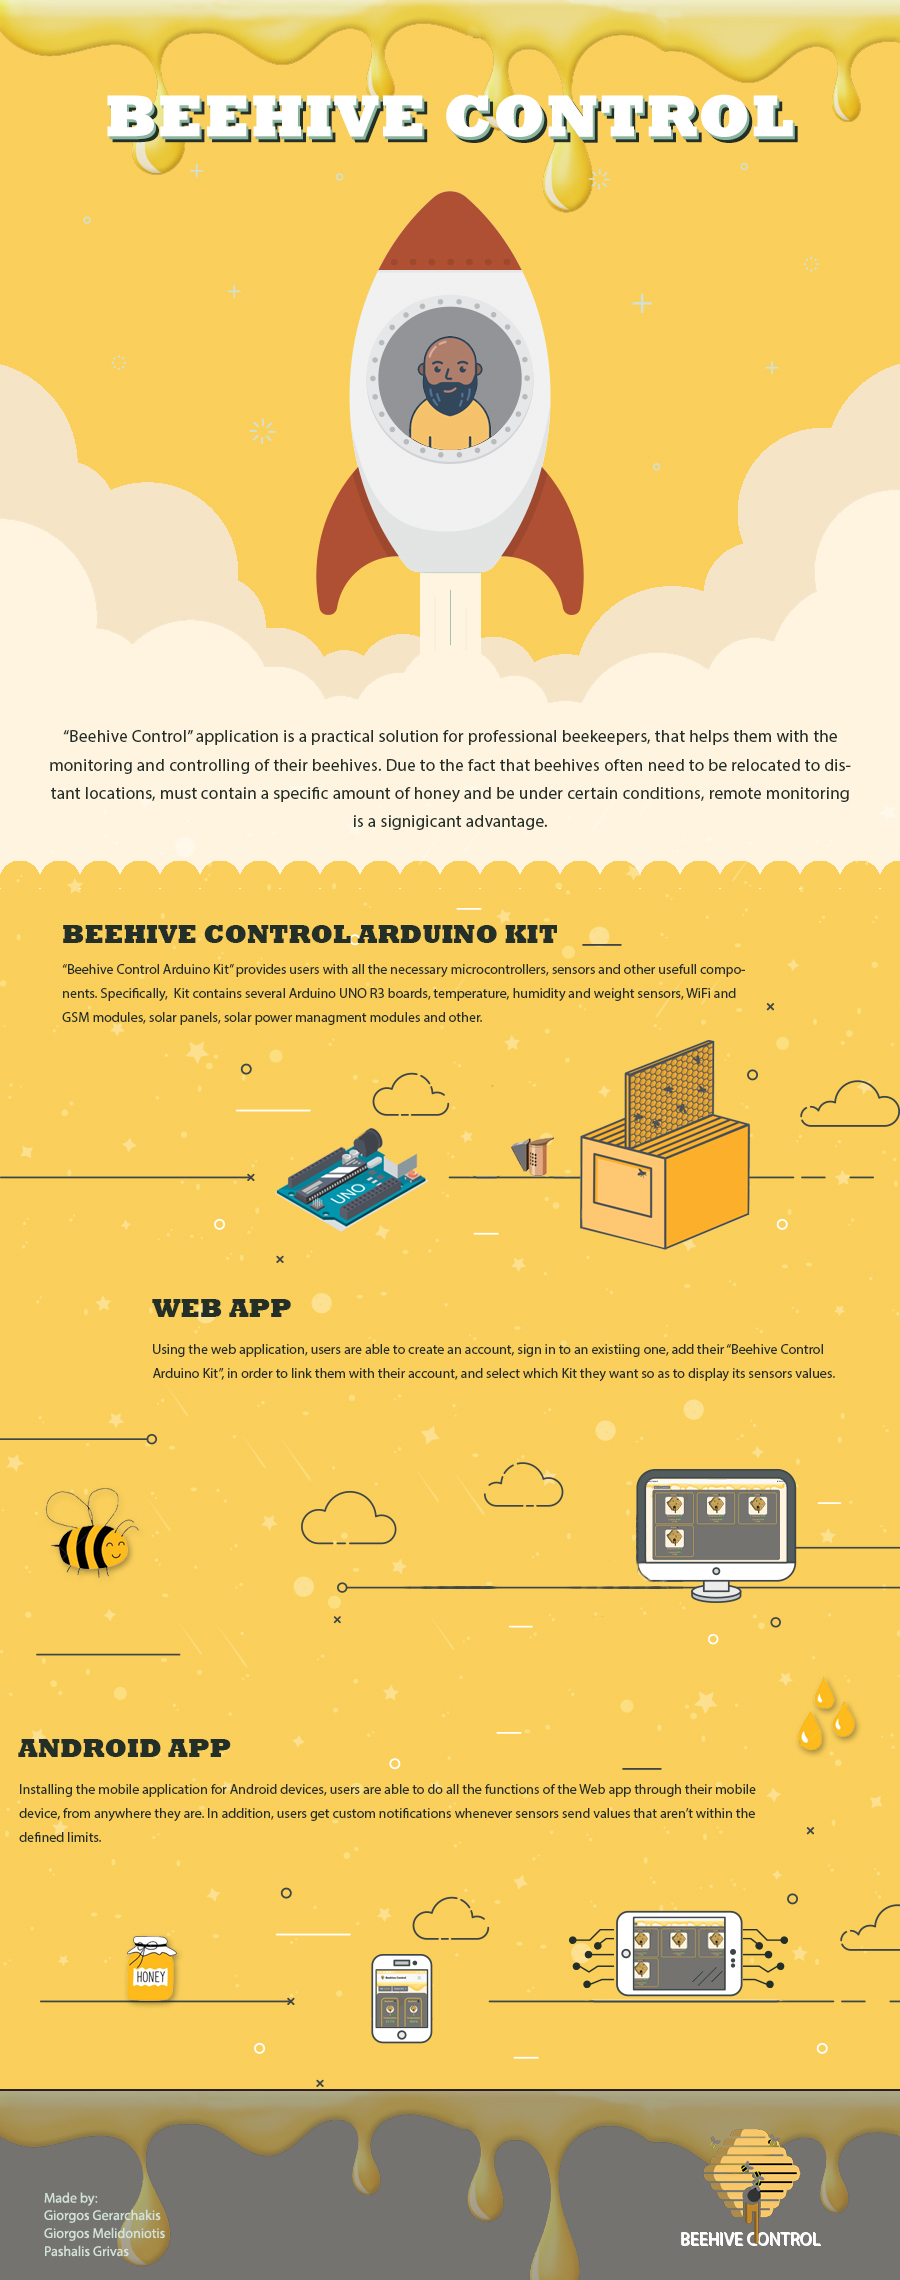 BEEHIVE CONTROL
“Beehive Control” application is a practical solution for professional beekeepers, that helps them with the
monitoring and controlling of their beehives. Due to the fact that beehives often need to be relocated to dis-
tant locations, must contain a specific amount of honey and be under certain conditions, remote monitoring
is a signigicant advantage.
BEEHIVE CONTROL ARDUINO KIT
“Beehive Control Arduino Kit” provides users with all the necessary microcontrollers, sensors and other usefull compo-
nents. Specifically, Kit contains several Arduino UNO R3 boards, temperature, humidity and weight sensors, WiFi and
GSM modules, solar panels, solar power managment modules and other.
UNO
WEB APP
Using the web application, users are able to create an account, sign in to an existiing one, add their “Beehive Control
Arduino Kit”, in order to link them with their account, and select which Kit they want so as to display its sensors values.
ANDROID APP
Installing the mobile application for Android devices, users are able to do all the functions of the Web app through their mobile
device, from anywhere they are. In addition, users get custom notifications whenever sensors send values that aren’t within the
defined limits.
HONEY
Beehive Control
Made by:
Giorgos Gerarchakis
Giorgos Melidoniotis
Pashalis Grivas
BEEHIVE CONTROL